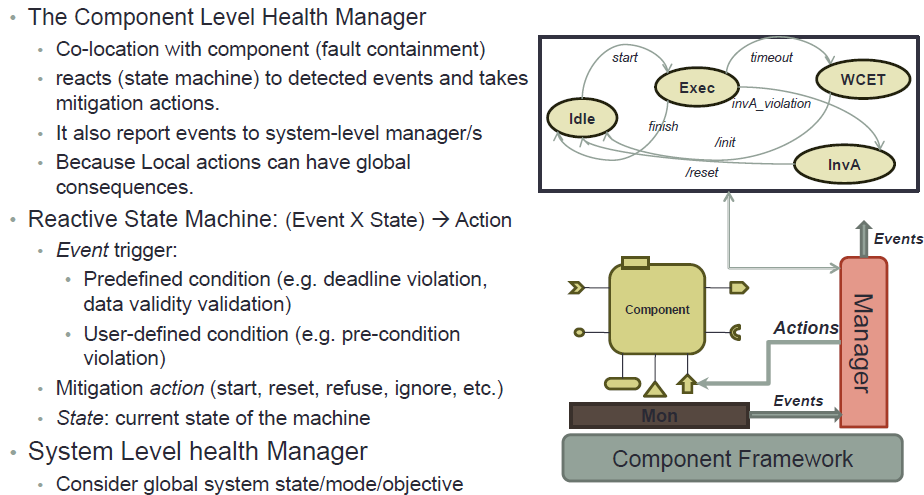 • The Component Level Health Manager
• Co-location with component (fault containment)
• reacts (state machine) to detected events and takes
mitigation actions.
• It also report events to system-level manager/s
• Because Local actions can have global
consequences.
• Reactive State Machine: (Event X State) → Action
• Event trigger:
• Predefined condition (e.g. deadline violation,
data validity validation)
• User-defined condition (e.g. pre-condition
violation)
• Mitigation action (start, reset, refuse, ignore, etc.)
• State: current state of the machine
• System Level health Manager
• Consider global system state/mode/objective
start
timeout
Exec
WCET
invA_violation
Idle
finish
/init
InvA
/reset
Events
Component
Manager
Actions
Events
Mon
Component Framework